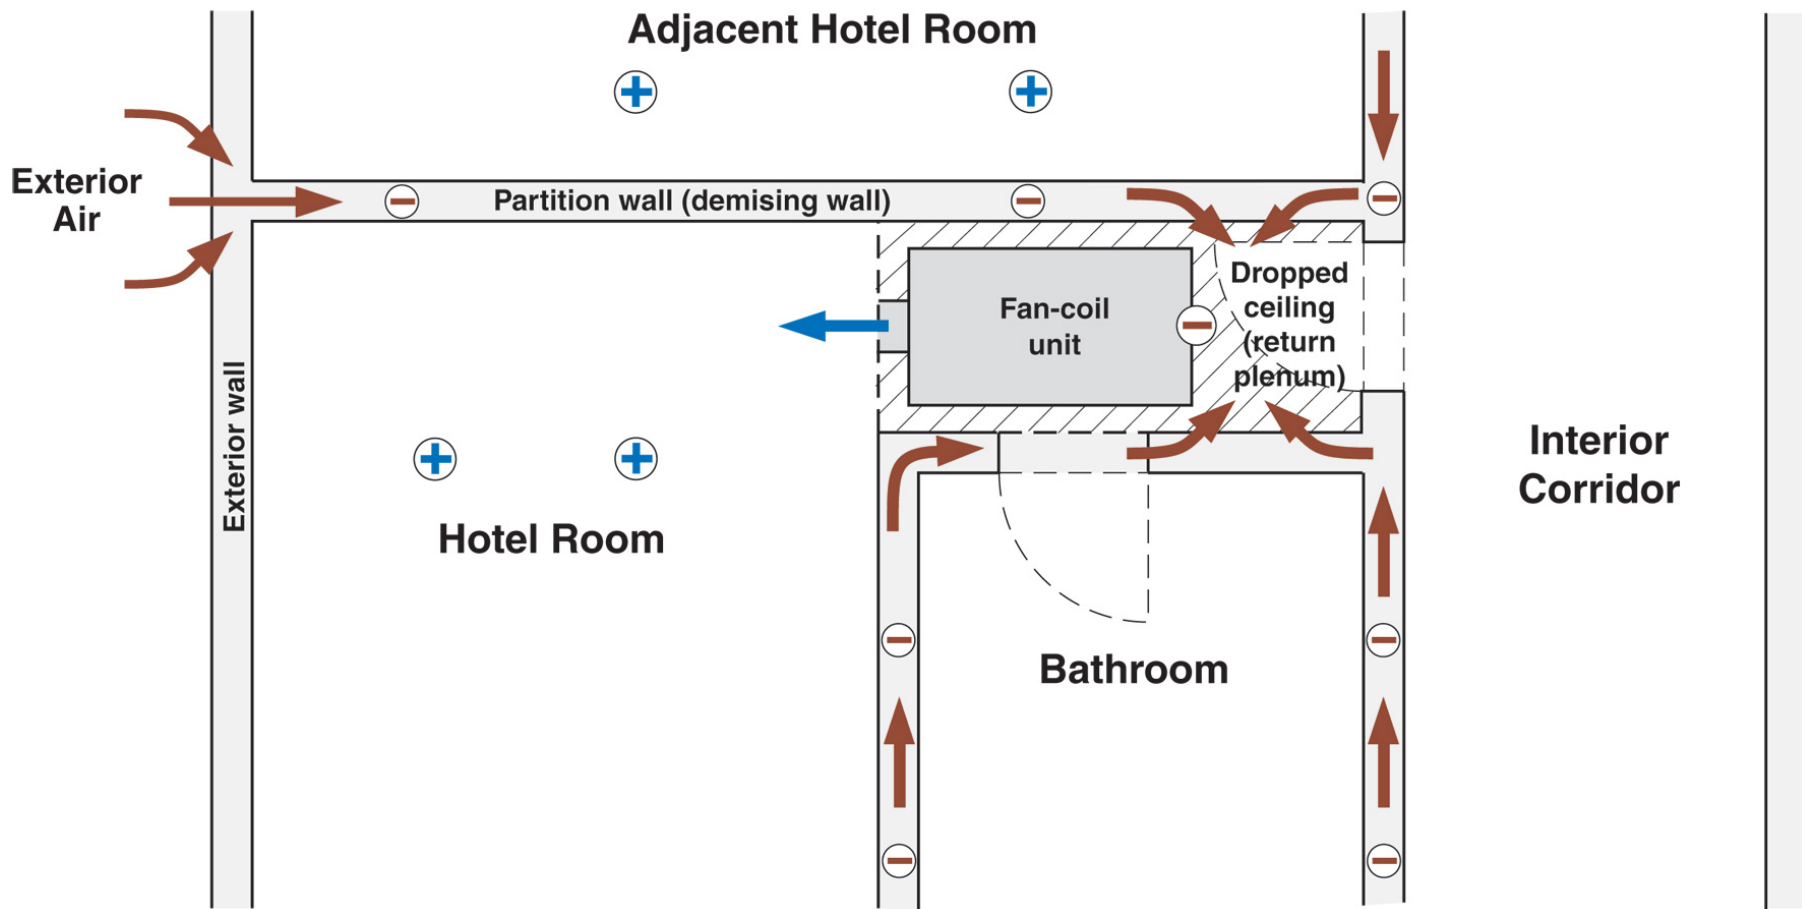 Adjacent Hotel Room
Exterior
Air
Partition wall (demising wall)
Fan-coil
unit
Dropped
ceiling
(return
plenum)
Exterior wall
Interior
Corridor
Hotel Room
Bathroom